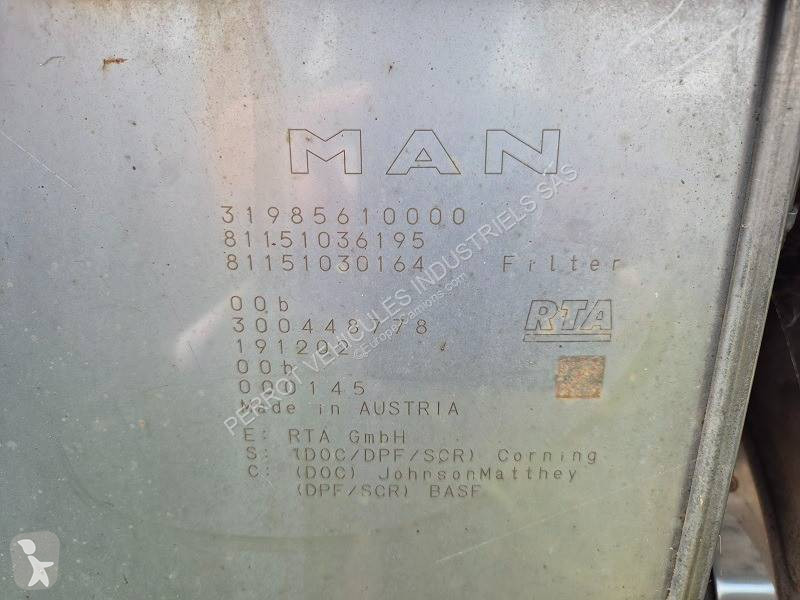 MAN
31985610000
81151036195
81151030164 Filter
00b
RTA
191202
00b
000145
Made in AUSTRIA
E: RTA GmbH
S: (DOC/DPF/SCR) Corning
C: (DOC) JohnsonMatthey
(DPF/SCR) BASF
PERROT VEHICULES INDUSTRIELS SAS